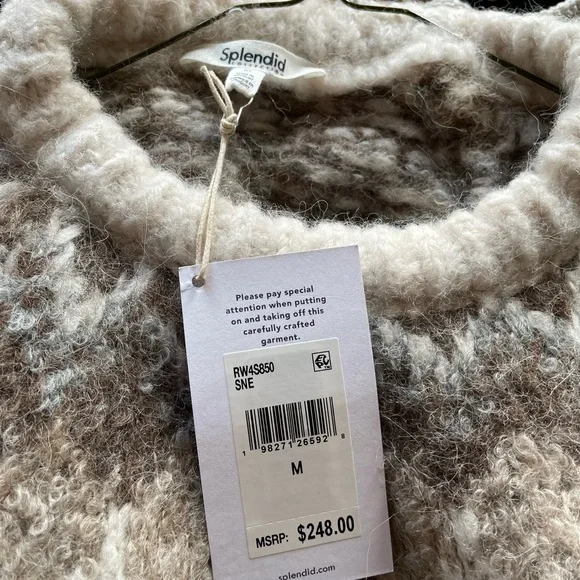 Splendid
Please pay special
attention when putting
on and taking off this
carefully crafted
garment.
RW4S850
SNE
1 98271 26592 8
M
MSRP: $248.00
splendid.com